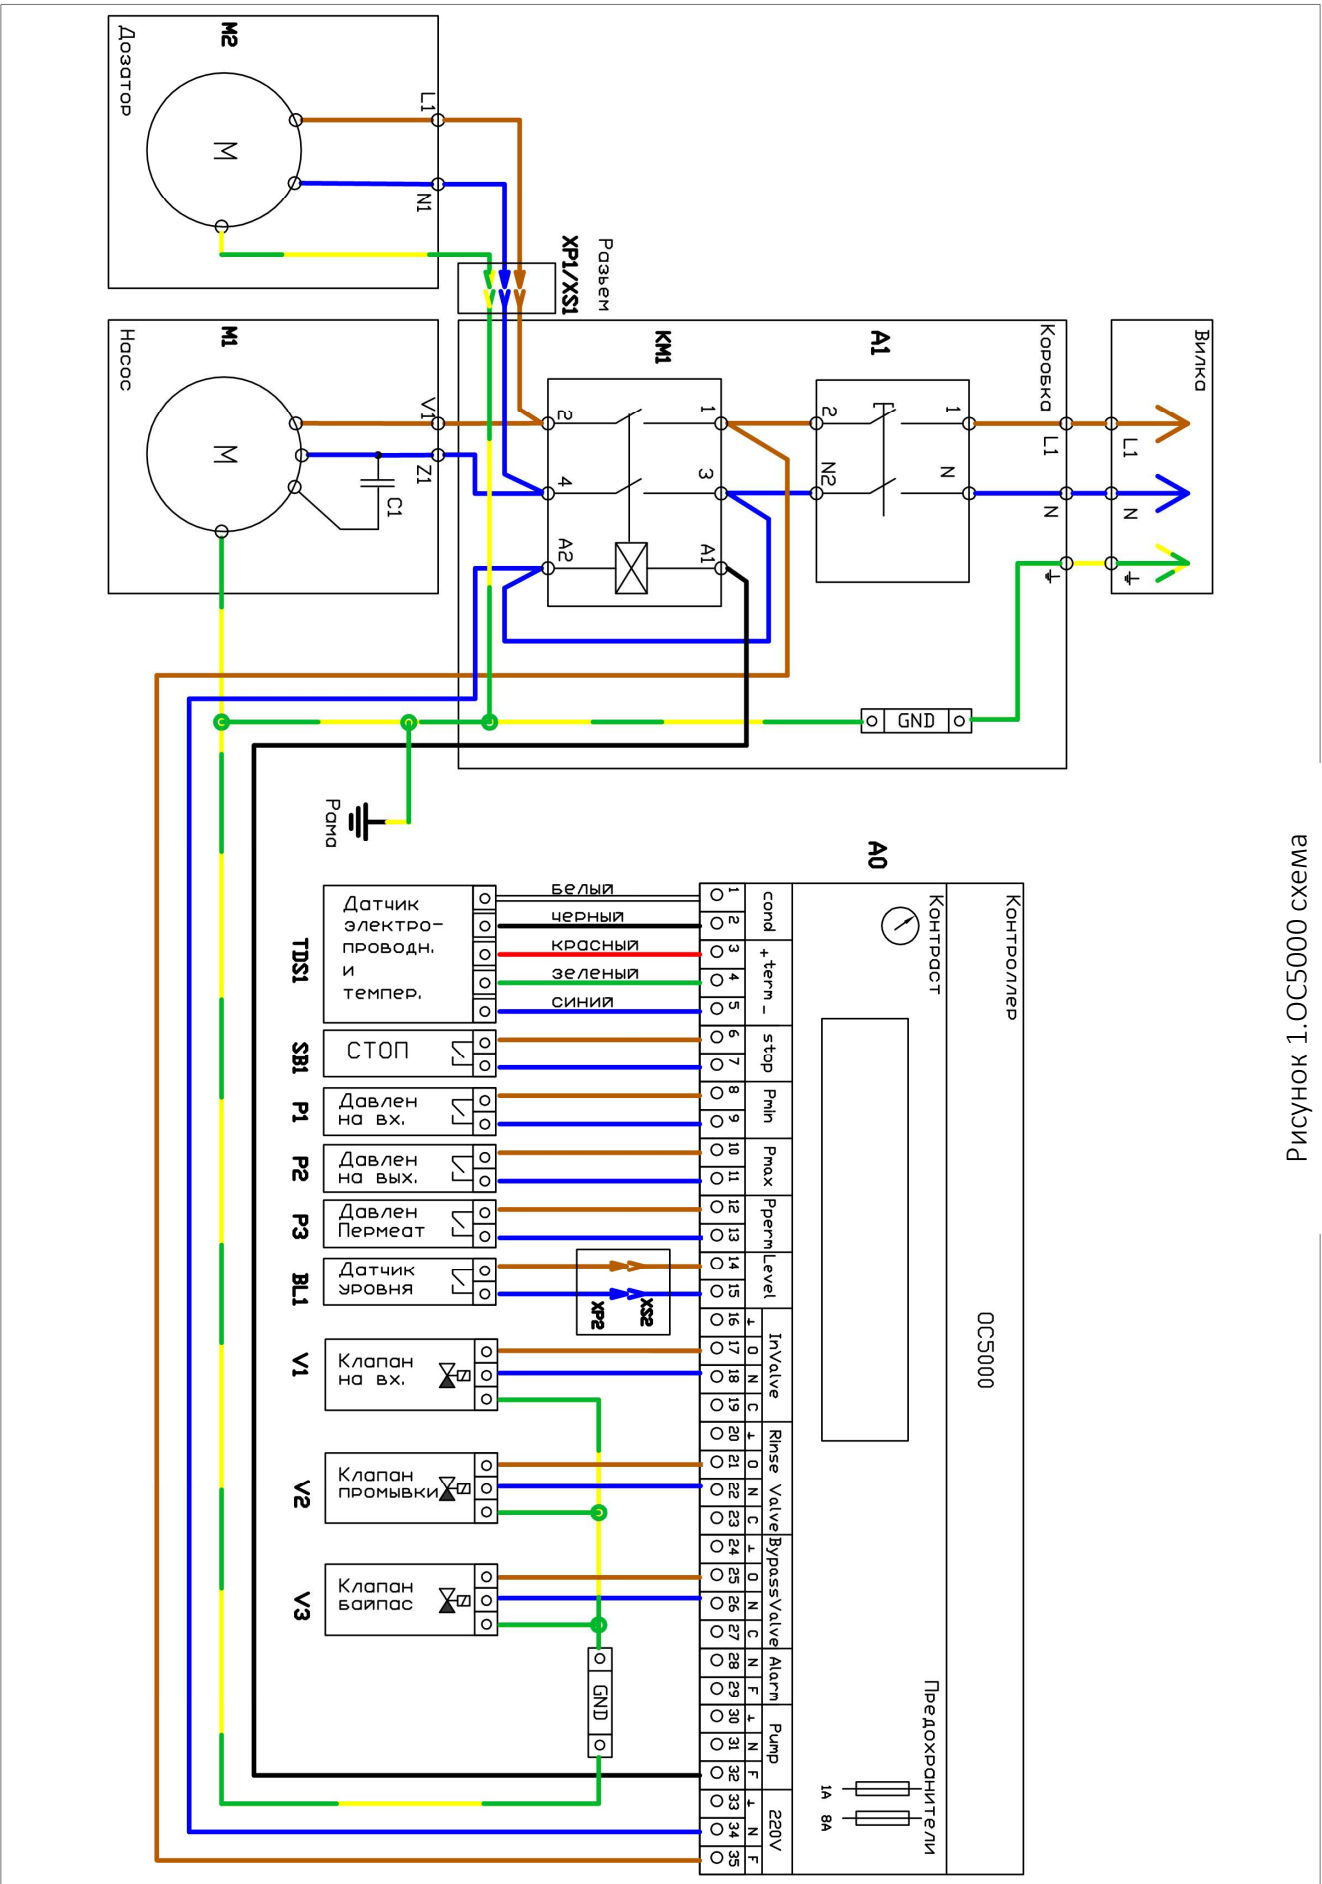 Рисунок 1.ОС5000 схема
Вилка
L1
N
Коробка
L1
N
A1
1
N
2
N2
KM1
1
3
A1
2
4
A2
Разъем
XP1/XS1
GND
Дозатор
M2
M
L1
N1
Насос
M1
M
V1
Z1
C1
Рама
A0
Контроллер
ОС5000
Контраст
Предохранители
1A
8A
cond
+ term -
stop
Pmin
Pmax
Pperm
Level
InValve
Rinse Valve
BypassValve
Alarm
Pump
220V
O N C
O N C
O N C
N F
N F
N F
1 2 3 4 5 6 7 8 9 10 11 12 13 14 15 16 17 18 19 20 21 22 23 24 25 26 27 28 29 30 31 32 33 34 35
белый
черный
красный
зеленый
синий
XS2
XP2
GND
Датчик
электро-
проводн.
и
темпер.
TDS1
СТОП
SB1
Давлен
на вх.
P1
Давлен
на вых.
P2
Давлен
Пермеат
P3
Датчик
уровня
BL1
Клапан
на вх.
V1
Клапан
промывки
V2
Клапан
байпас
V3